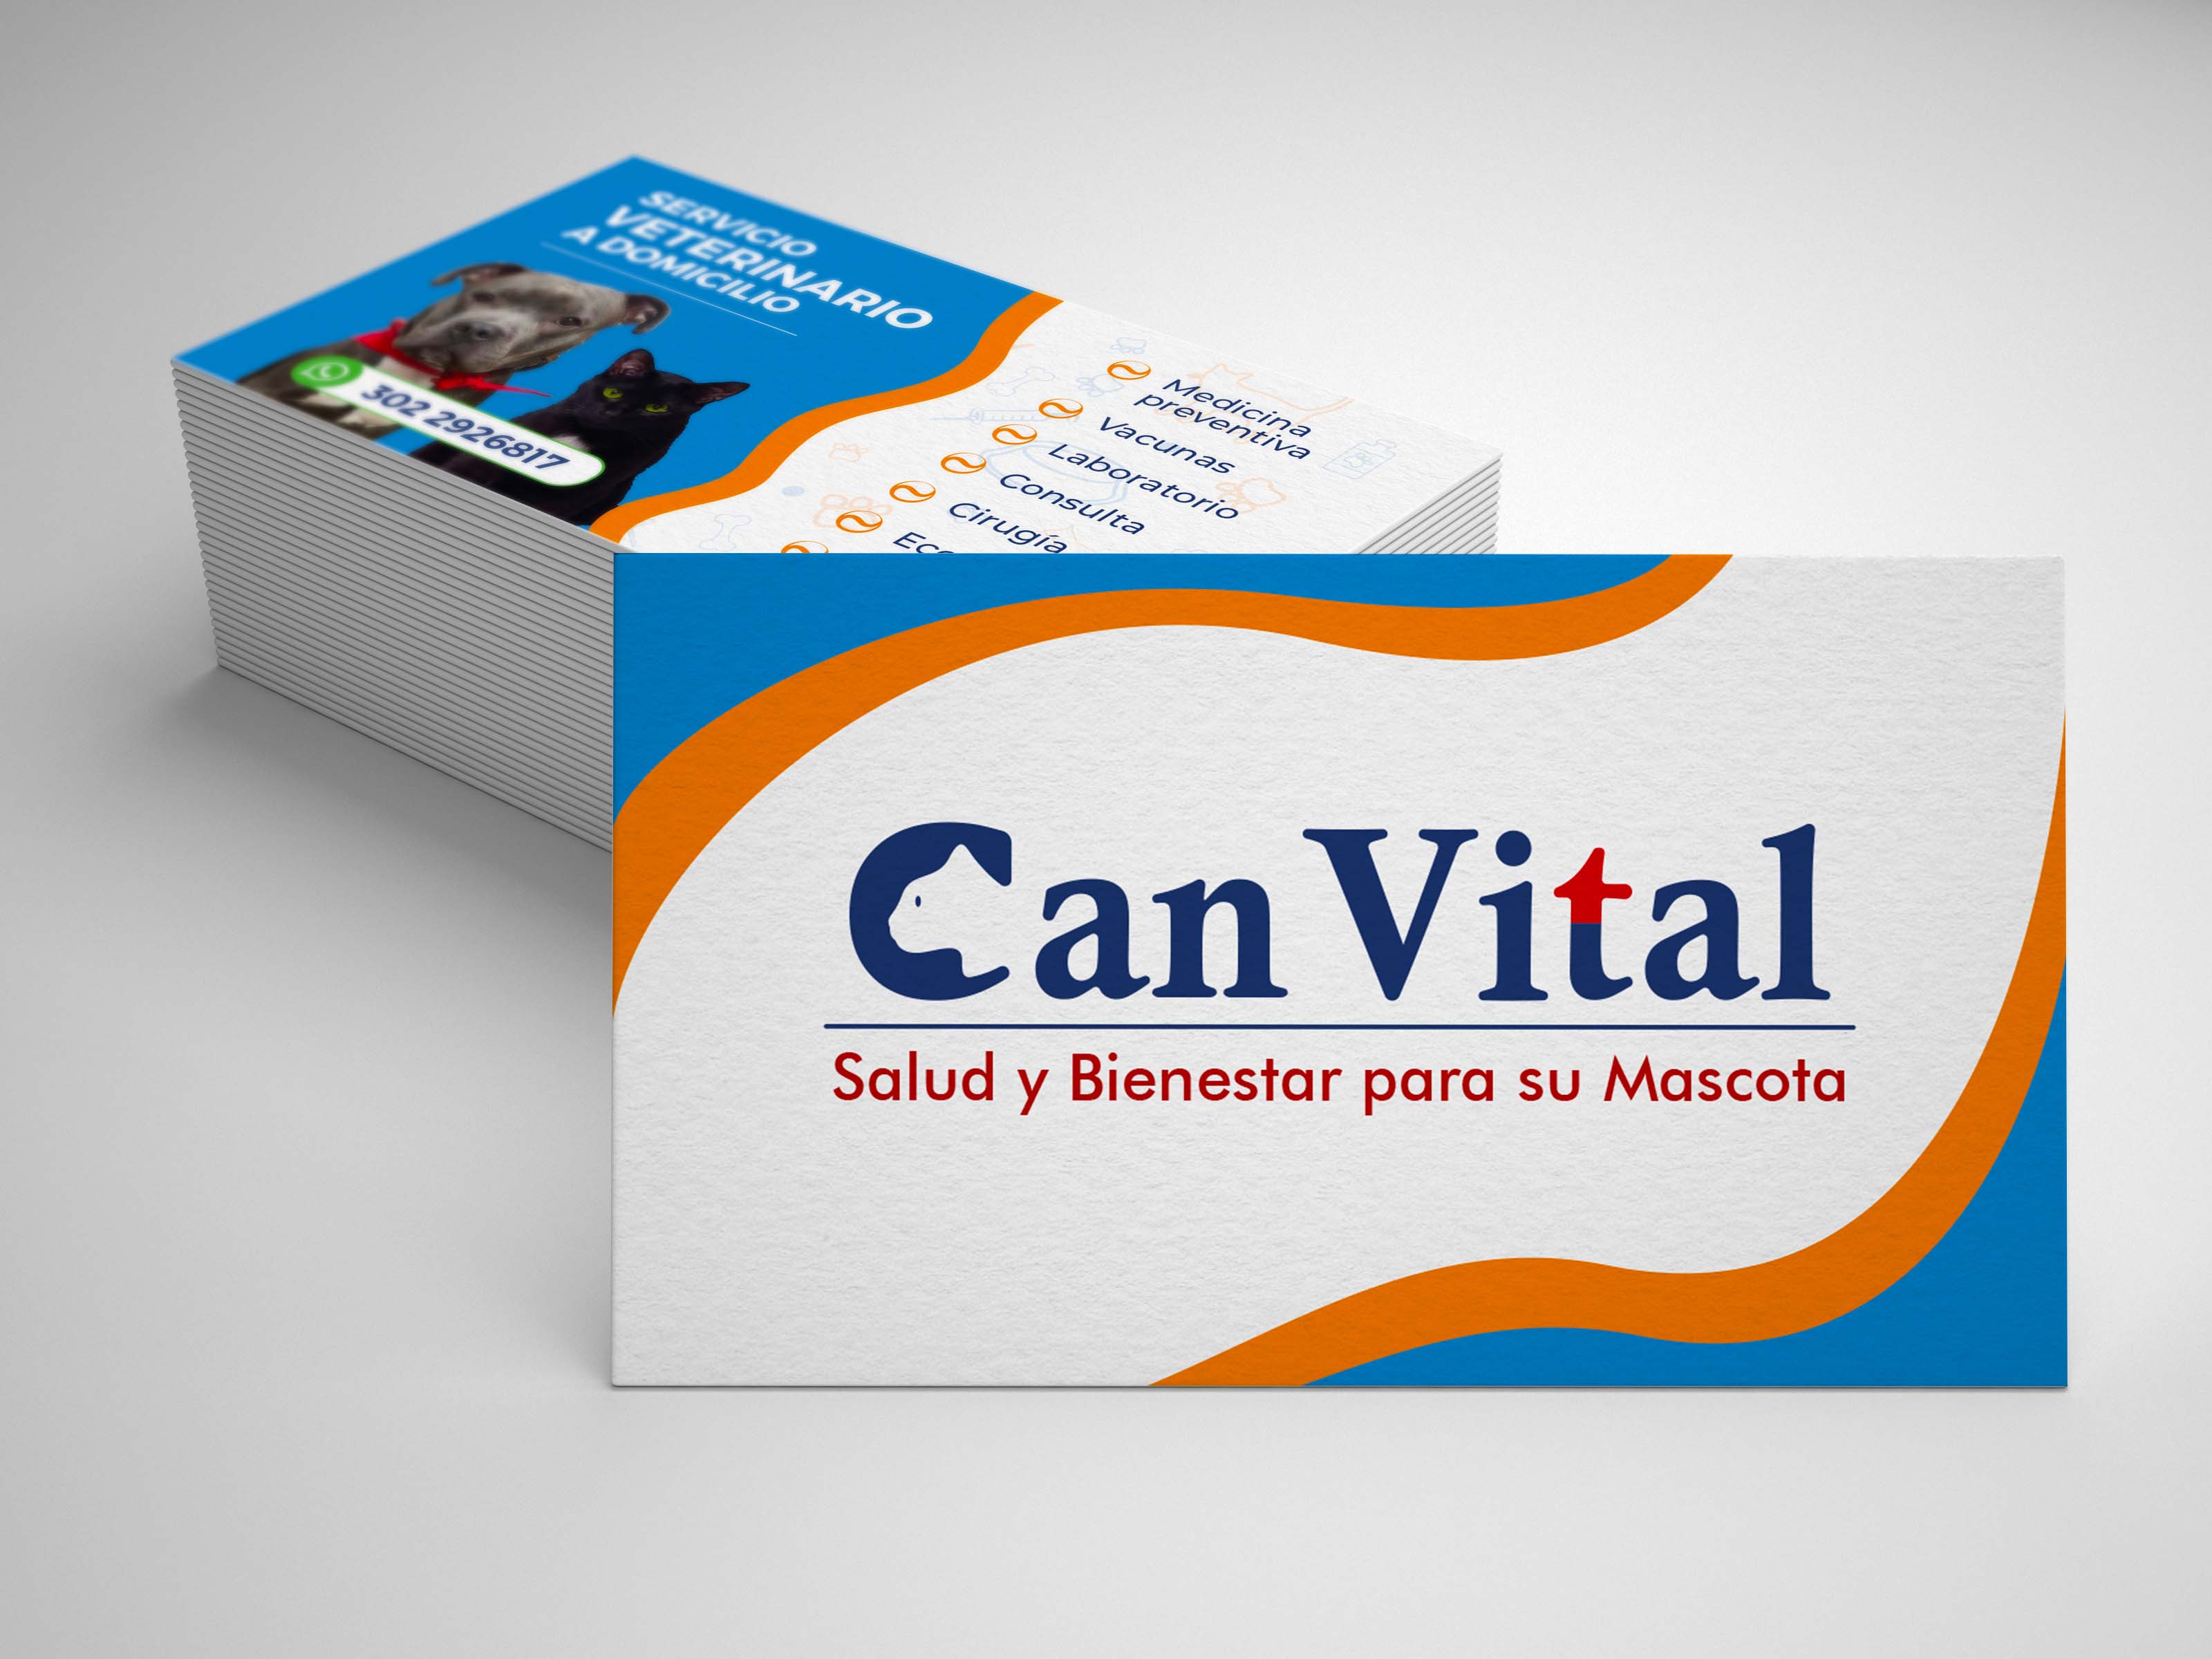 SERVICIO
VETERINARIO
A DOMICILIO
302 2926817
Medicina
preventiva
Vacunas
Laboratorio
Consulta
Cirugía
Can Vital
Salud y Bienestar para su Mascota